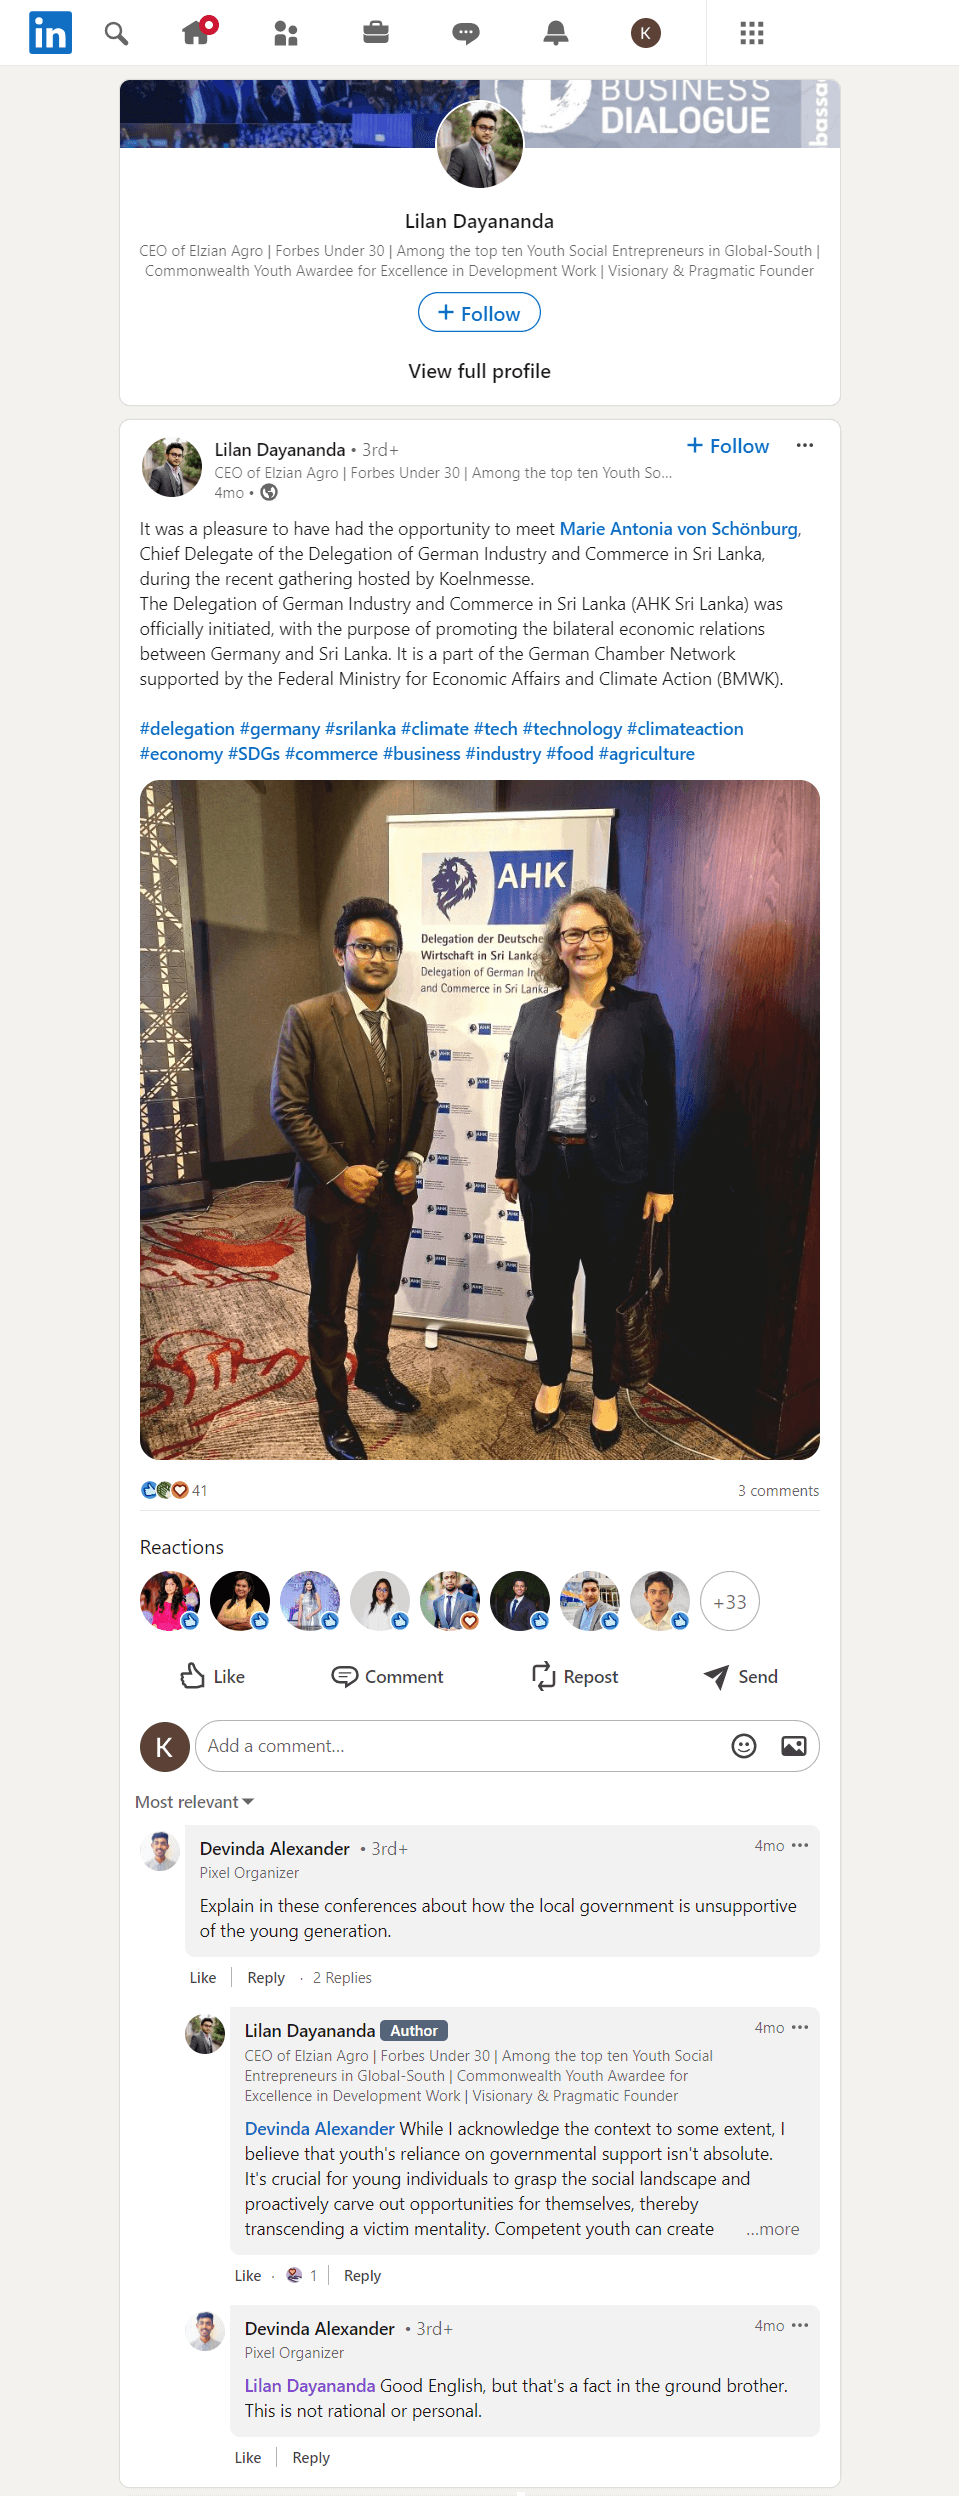 in
K
BUSINESS
DIALOGUE
bassa
Lilan Dayananda
CEO of Elzian Agro | Forbes Under 30 | Among the top ten Youth Social Entrepreneurs in Global-South |
Commonwealth Youth Awardee for Excellence in Development Work | Visionary & Pragmatic Founder
+ Follow
View full profile
Lilan Dayananda • 3rd+
+ Follow ...
CEO of Elzian Agro | Forbes Under 30 | Among the top ten Youth So...
4mo •
It was a pleasure to have had the opportunity to meet Marie Antonia von Schönburg,
Chief Delegate of the Delegation of German Industry and Commerce in Sri Lanka,
during the recent gathering hosted by Koelnmesse.
The Delegation of German Industry and Commerce in Sri Lanka (AHK Sri Lanka) was
officially initiated, with the purpose of promoting the bilateral economic relations
between Germany and Sri Lanka. It is a part of the German Chamber Network
supported by the Federal Ministry for Economic Affairs and Climate Action (BMWK).
#delegation #germany #srilanka #climate #tech #technology #climateaction
#economy #SDGs #commerce #business #industry #food #agriculture
AHK
Delegation der Deutsche
Wirtschaft in Sri Lanka
Delegation of German In
and Commerce in Sri Lanka
41
3 comments
Reactions
+33
Like Comment Repost Send
K Add a comment...
Most relevant
Devinda Alexander • 3rd+ 4mo ...
Pixel Organizer
Explain in these conferences about how the local government is unsupportive
of the young generation.
Like | Reply · 2 Replies
Lilan Dayananda Author 4mo ...
CEO of Elzian Agro | Forbes Under 30 | Among the top ten Youth Social
Entrepreneurs in Global-South | Commonwealth Youth Awardee for
Excellence in Development Work | Visionary & Pragmatic Founder
Devinda Alexander While I acknowledge the context to some extent, I
believe that youth's reliance on governmental support isn't absolute.
It's crucial for young individuals to grasp the social landscape and
proactively carve out opportunities for themselves, thereby
transcending a victim mentality. Competent youth can create ...more
Like · 1 | Reply
Devinda Alexander • 3rd+ 4mo ...
Pixel Organizer
Lilan Dayananda Good English, but that's a fact in the ground brother.
This is not rational or personal.
Like | Reply